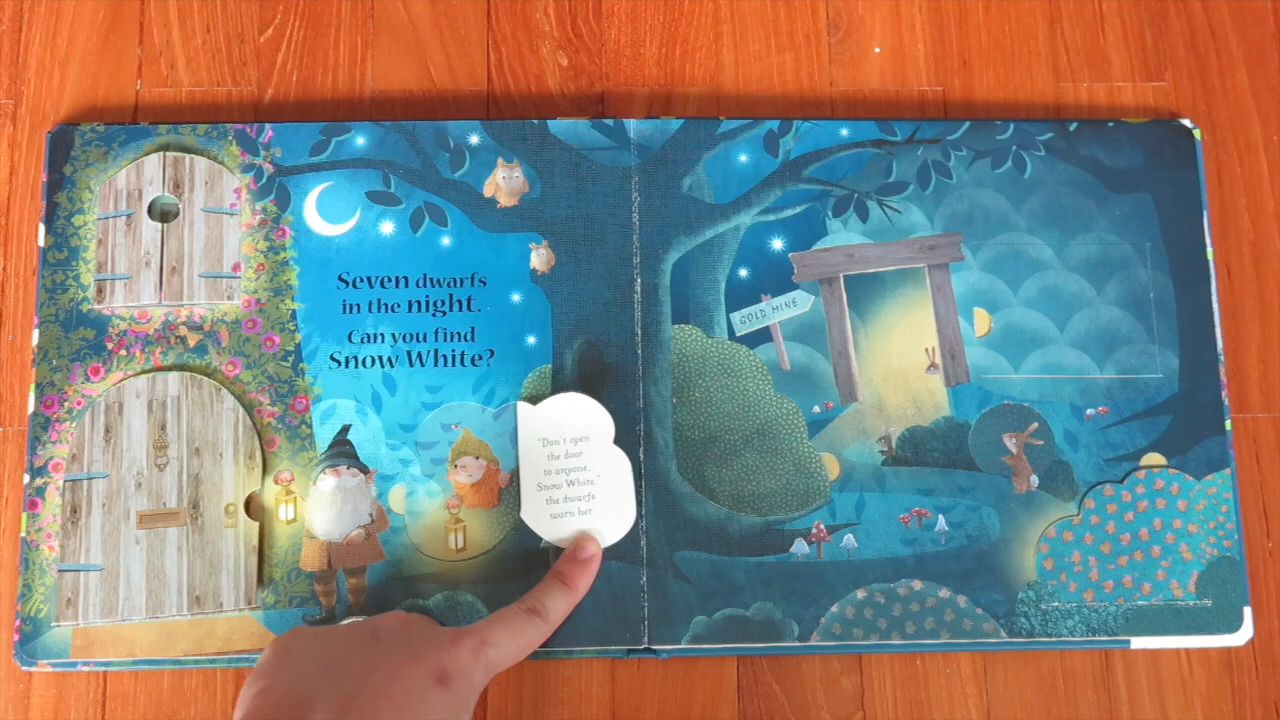 Seven dwarfs
in the night.
Can you find
Snow White?
"Don't open
the door
to anyone,
Snow White,"
the dwarfs
warn her.
GOLD MINE